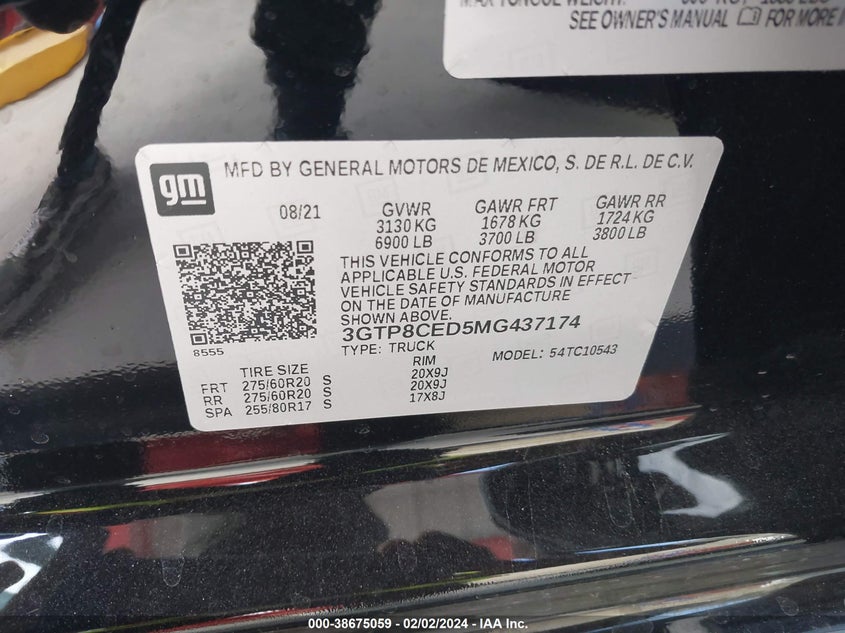 SEE OWNER'S MANUAL FOR MORE
gm
MFD BY GENERAL MOTORS DE MEXICO, S. DE R.L. DE C.V.
08/21 GVWR GAWR FRT GAWR RR
3130 KG 1678 KG 1724 KG
6900 LB 3700 LB 3800 LB
THIS VEHICLE CONFORMS TO ALL
APPLICABLE U.S. FEDERAL MOTOR
VEHICLE SAFETY STANDARDS IN EFFECT
ON THE DATE OF MANUFACTURE
SHOWN ABOVE.
3GTP8CED5MG437174
8555
TYPE: TRUCK MODEL: 54TC10543
TIRE SIZE RIM
FRT 275/60R20 S 20X9J
RR 275/60R20 S 20X9J
SPA 255/80R17 S 17X8J
000-38675059 - 02/02/2024 - IAA Inc.